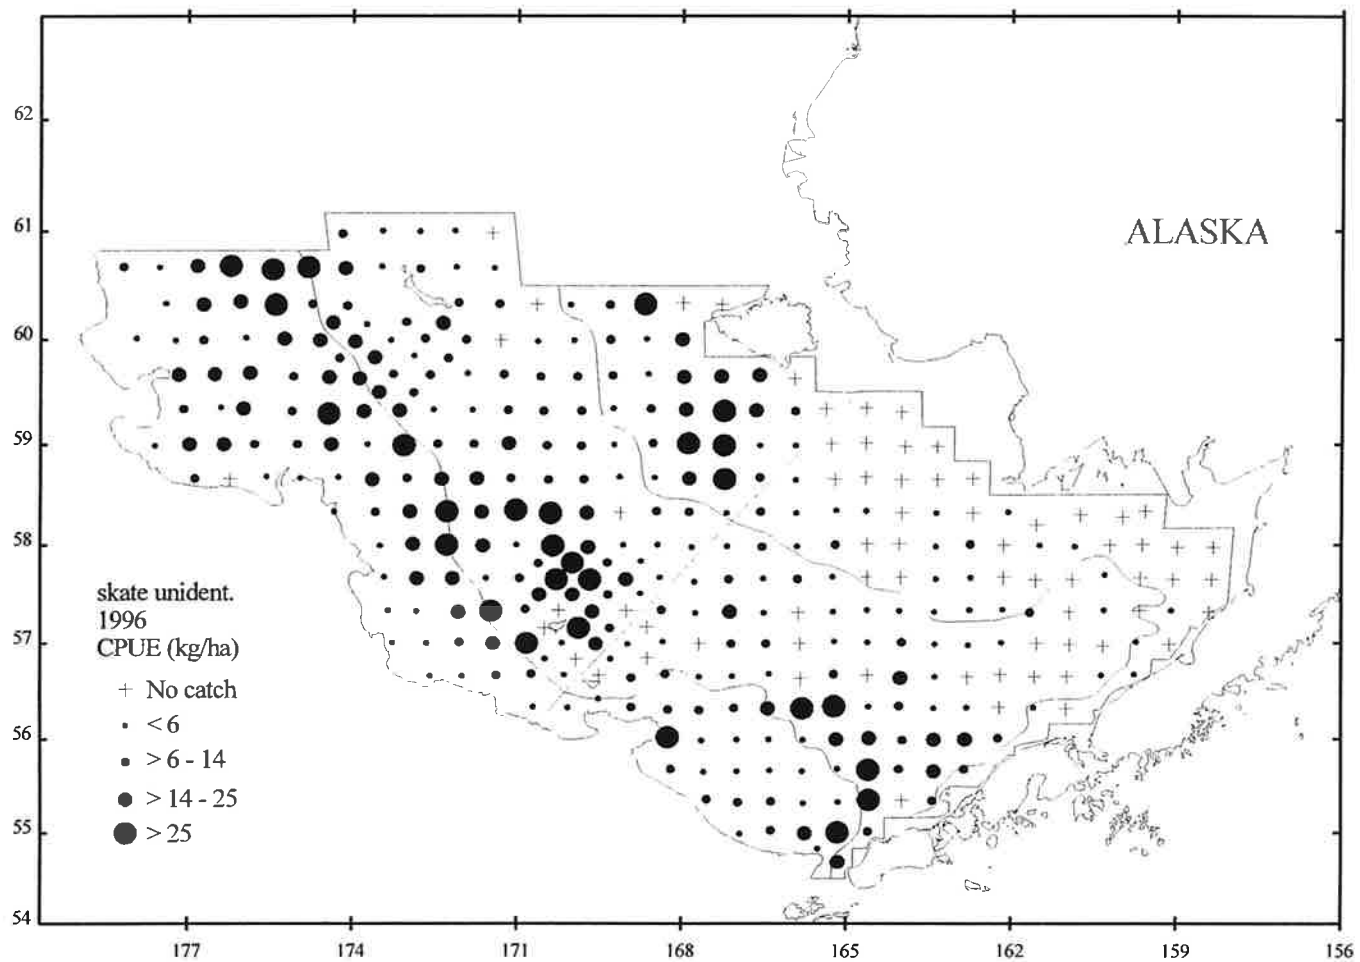 62
61
ALASKA
60
59
58
skate unident.
1996
57
CPUE (kg/ha)
+ No catch
< 6
56
> 6 - 14
> 14 - 25
55
> 25
54
177 174 171 168 165 162 159 156